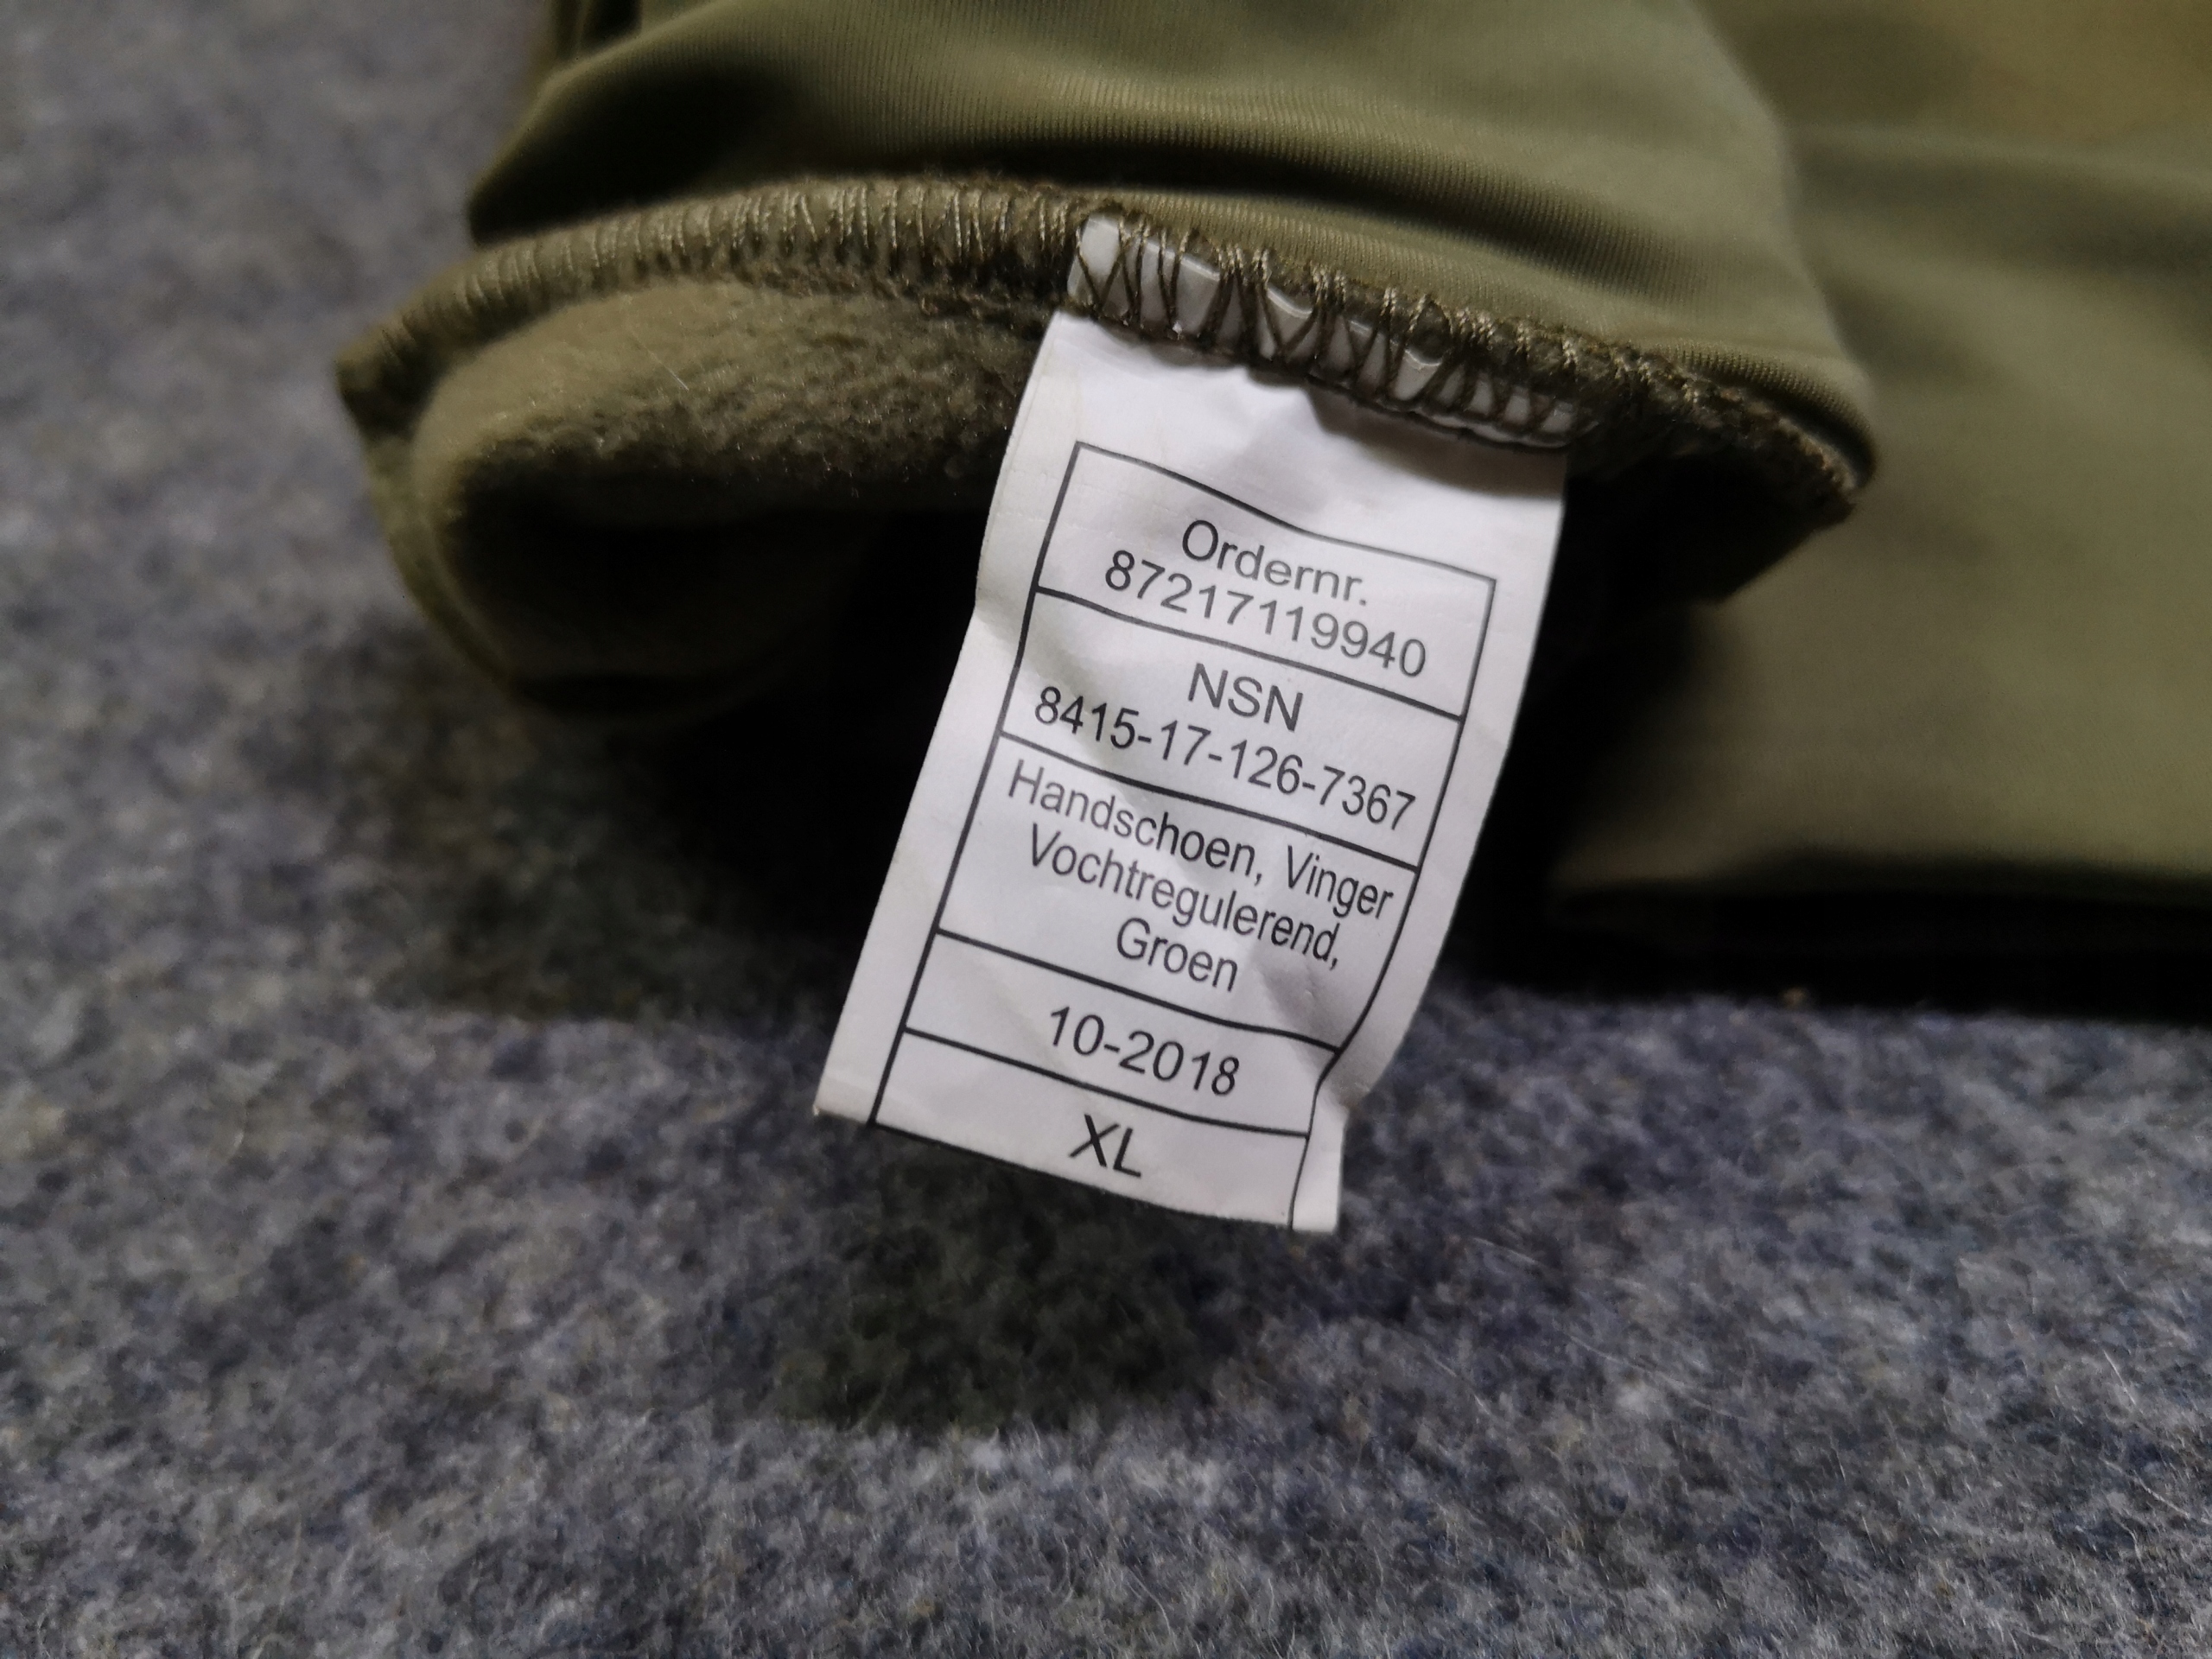 Ordernr.
87217119940
NSN
8415-17-126-7367
Handschoen, Vinger
Vochtregulerend,
Groen
10-2018
XL